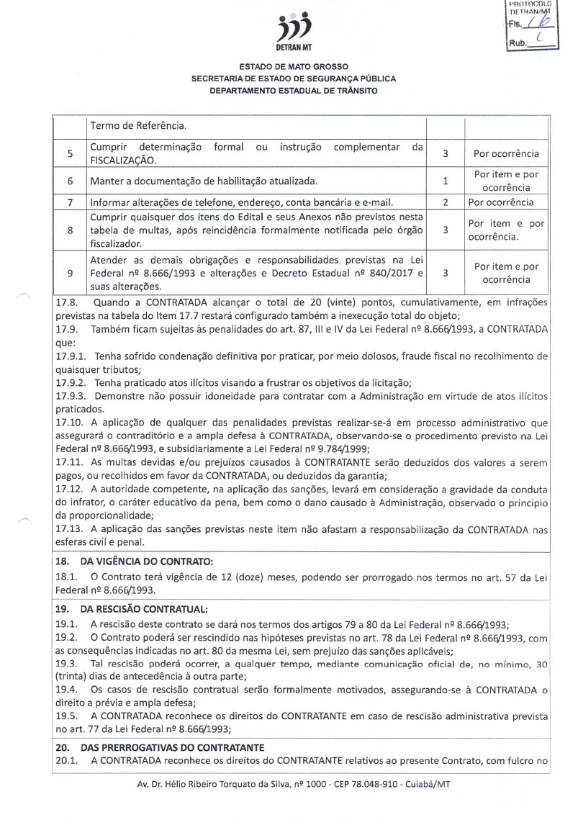 PROTOCOLO
DETRAN/MT
Fls. 16
Rub.
DETRAN MT
ESTADO DE MATO GROSSO
SECRETARIA DE ESTADO DE SEGURANÇA PÚBLICA
DEPARTAMENTO ESTADUAL DE TRÂNSITO
Termo de Referência.
5 Cumprir determinação formal ou instrução complementar da FISCALIZAÇÃO. 3 Por ocorrência
6 Manter a documentação de habilitação atualizada. 1 Por item e por ocorrência
7 Informar alterações de telefone, endereço, conta bancária e e-mail. 2 Por ocorrência
8 Cumprir quaisquer dos itens do Edital e seus Anexos não previstos nesta tabela de multas, após reincidência formalmente notificada pelo órgão fiscalizador. 3 Por item e por ocorrência.
9 Atender as demais obrigações e responsabilidades previstas na Lei Federal nº 8.666/1993 e alterações e Decreto Estadual nº 840/2017 e suas alterações. 3 Por item e por ocorrência
17.8. Quando a CONTRATADA alcançar o total de 20 (vinte) pontos, cumulativamente, em infrações
previstas na tabela do Item 17.7 restará configurado também a inexecução total do objeto;
17.9. Também ficam sujeitas às penalidades do art. 87, III e IV da Lei Federal nº 8.666/1993, a CONTRATADA
que:
17.9.1. Tenha sofrido condenação definitiva por praticar, por meio dolosos, fraude fiscal no recolhimento de
quaisquer tributos;
17.9.2. Tenha praticado atos ilícitos visando a frustrar os objetivos da licitação;
17.9.3. Demonstre não possuir idoneidade para contratar com a Administração em virtude de atos ilícitos
praticados.
17.10. A aplicação de qualquer das penalidades previstas realizar-se-á em processo administrativo que
assegurará o contraditório e a ampla defesa à CONTRATADA, observando-se o procedimento previsto na Lei
Federal nº 8.666/1993, e subsidiariamente a Lei Federal nº 9.784/1999;
17.11. As multas devidas e/ou prejuízos causados à CONTRATANTE serão deduzidos dos valores a serem
pagos, ou recolhidos em favor da CONTRATADA, ou deduzidos da garantia;
17.12. A autoridade competente, na aplicação das sanções, levará em consideração a gravidade da conduta
do infrator, o caráter educativo da pena, bem como o dano causado à Administração, observado o princípio
da proporcionalidade;
17.13. A aplicação das sanções previstas neste item não afastam a responsabilização da CONTRATADA nas
esferas civil e penal.
18. DA VIGÊNCIA DO CONTRATO:
18.1. O Contrato terá vigência de 12 (doze) meses, podendo ser prorrogado nos termos no art. 57 da Lei
Federal nº 8.666/1993.
19. DA RESCISÃO CONTRATUAL:
19.1. A rescisão deste contrato se dará nos termos dos artigos 79 a 80 da Lei Federal nº 8.666/1993;
19.2. O Contrato poderá ser rescindido nas hipóteses previstas no art. 78 da Lei Federal nº 8.666/1993, com
as consequências indicadas no art. 80 da mesma Lei, sem prejuízo das sanções aplicáveis;
19.3. Tal rescisão poderá ocorrer, a qualquer tempo, mediante comunicação oficial de, no mínimo, 30
(trinta) dias de antecedência à outra parte;
19.4. Os casos de rescisão contratual serão formalmente motivados, assegurando-se à CONTRATADA o
direito a prévia e ampla defesa;
19.5. A CONTRATADA reconhece os direitos do CONTRATANTE em caso de rescisão administrativa prevista
no art. 77 da Lei Federal nº 8.666/1993;
20. DAS PRERROGATIVAS DO CONTRATANTE
20.1. A CONTRATADA reconhece os direitos do CONTRATANTE relativos ao presente Contrato, com fulcro no
Av. Dr. Hélio Ribeiro Torquato da Silva, nº 1000 - CEP 78.048-910 - Cuiabá/MT